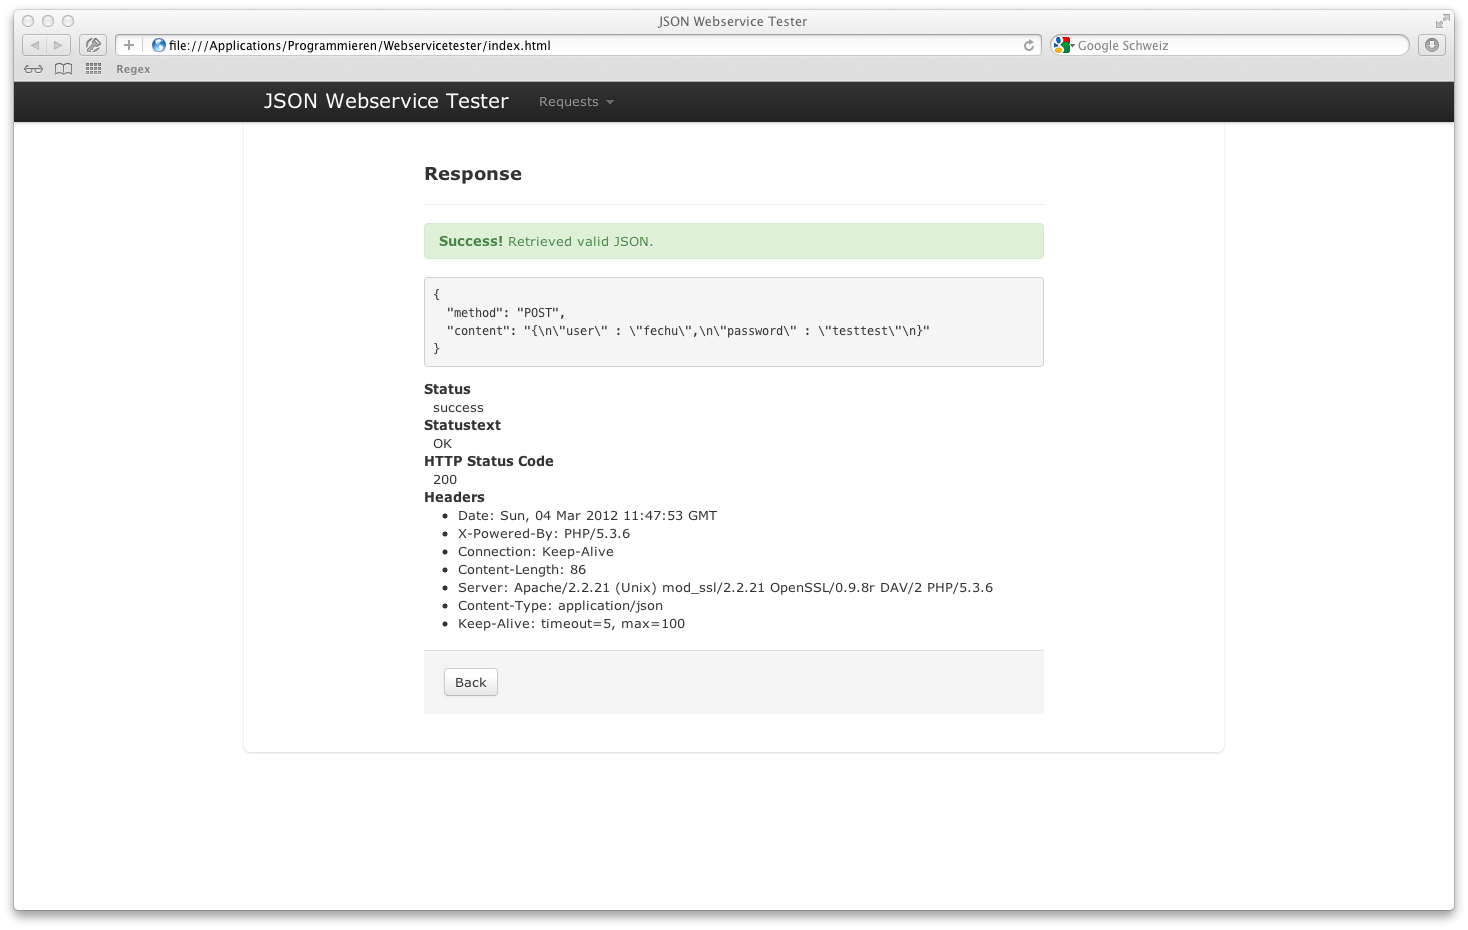 JSON Webservice Tester
file:///Applications/Programmieren/Webservicetester/index.html
Google Schweiz
Regex
JSON Webservice Tester Requests
Response
Success! Retrieved valid JSON.
{
"method": "POST",
"content": "{\n\"user\" : \"fechu\",\n\"password\" : \"testtest\"\n}"
}
Status
success
Statustext
OK
HTTP Status Code
200
Headers
• Date: Sun, 04 Mar 2012 11:47:53 GMT
• X-Powered-By: PHP/5.3.6
• Connection: Keep-Alive
• Content-Length: 86
• Server: Apache/2.2.21 (Unix) mod_ssl/2.2.21 OpenSSL/0.9.8r DAV/2 PHP/5.3.6
• Content-Type: application/json
• Keep-Alive: timeout=5, max=100
Back